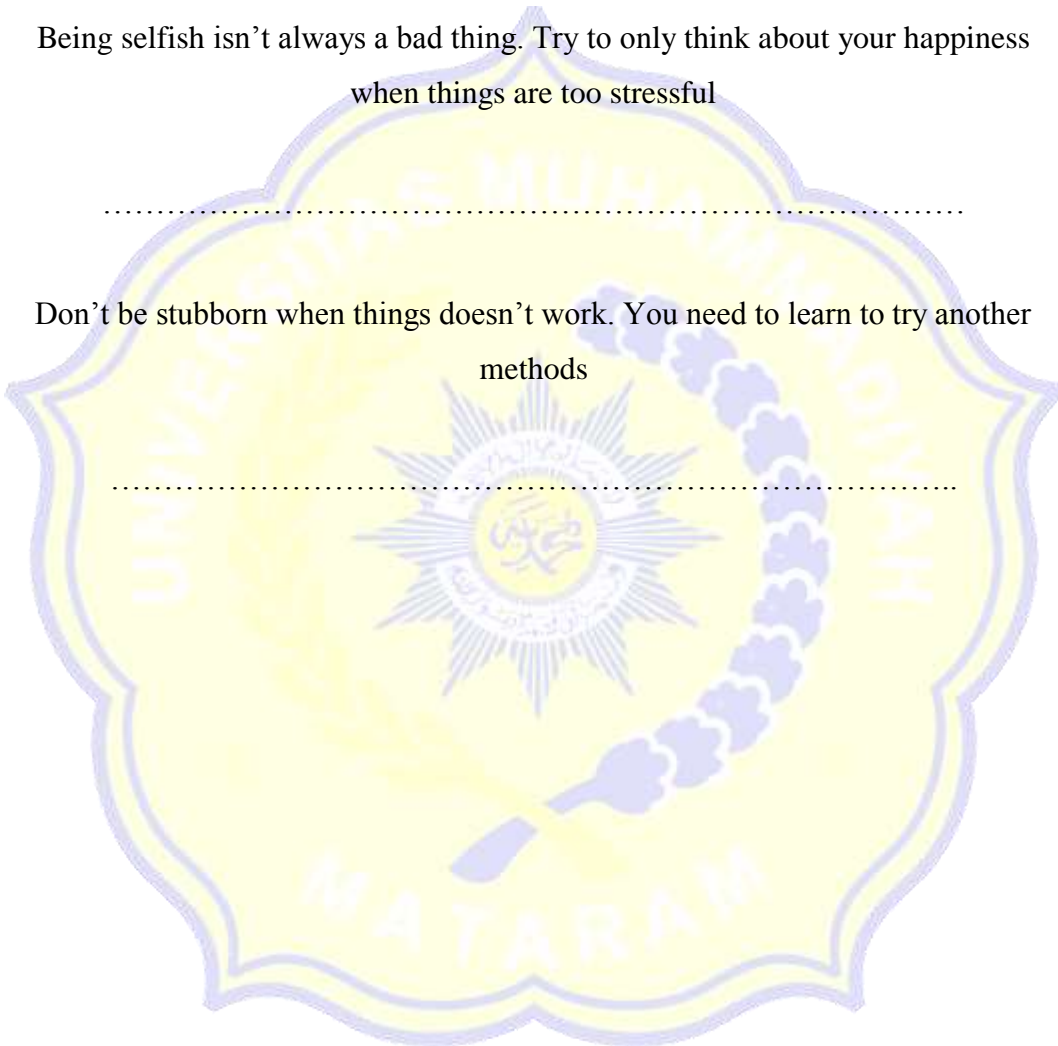 Being selfish isn’t always a bad thing. Try to only think about your happiness
when things are too stressful
……………………………………………………………………………
Don’t be stubborn when things doesn’t work. You need to learn to try another
methods
…………………………………………………………………………..
UNIVERSITAS MUHAMMADIYAH
MATARAM